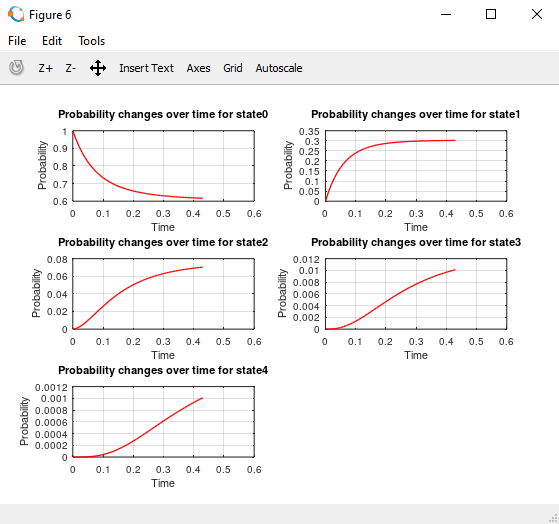 Figure 6
File Edit Tools
Z+ Z- Insert Text Axes Grid Autoscale
Probability changes over time for state0
Probability
1
0.9
0.8
0.7
0.6
0 0.1 0.2 0.3 0.4 0.5 0.6
Time
Probability changes over time for state1
Probability
0.35
0.3
0.25
0.2
0.15
0.1
0.05
0
0 0.1 0.2 0.3 0.4 0.5 0.6
Time
Probability changes over time for state2
Probability
0.08
0.06
0.04
0.02
0
0 0.1 0.2 0.3 0.4 0.5 0.6
Time
Probability changes over time for state3
Probability
0.012
0.01
0.008
0.006
0.004
0.002
0
0 0.1 0.2 0.3 0.4 0.5 0.6
Time
Probability changes over time for state4
Probability
0.0012
0.001
0.0008
0.0006
0.0004
0.0002
0
0 0.1 0.2 0.3 0.4 0.5 0.6
Time